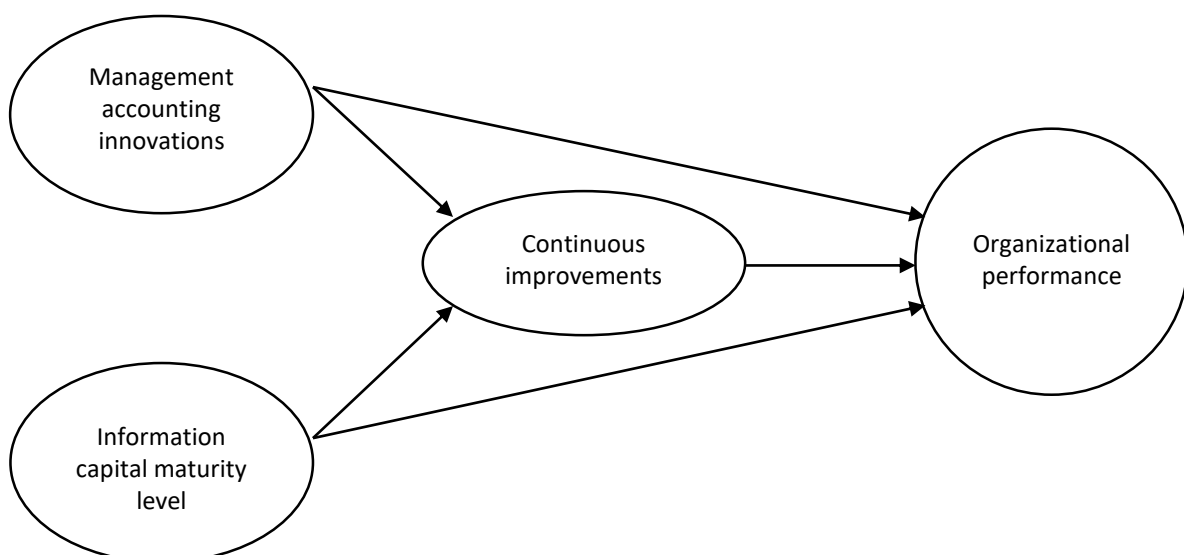 Management
accounting
innovations
Continuous
improvements
Organizational
performance
Information
capital maturity
level